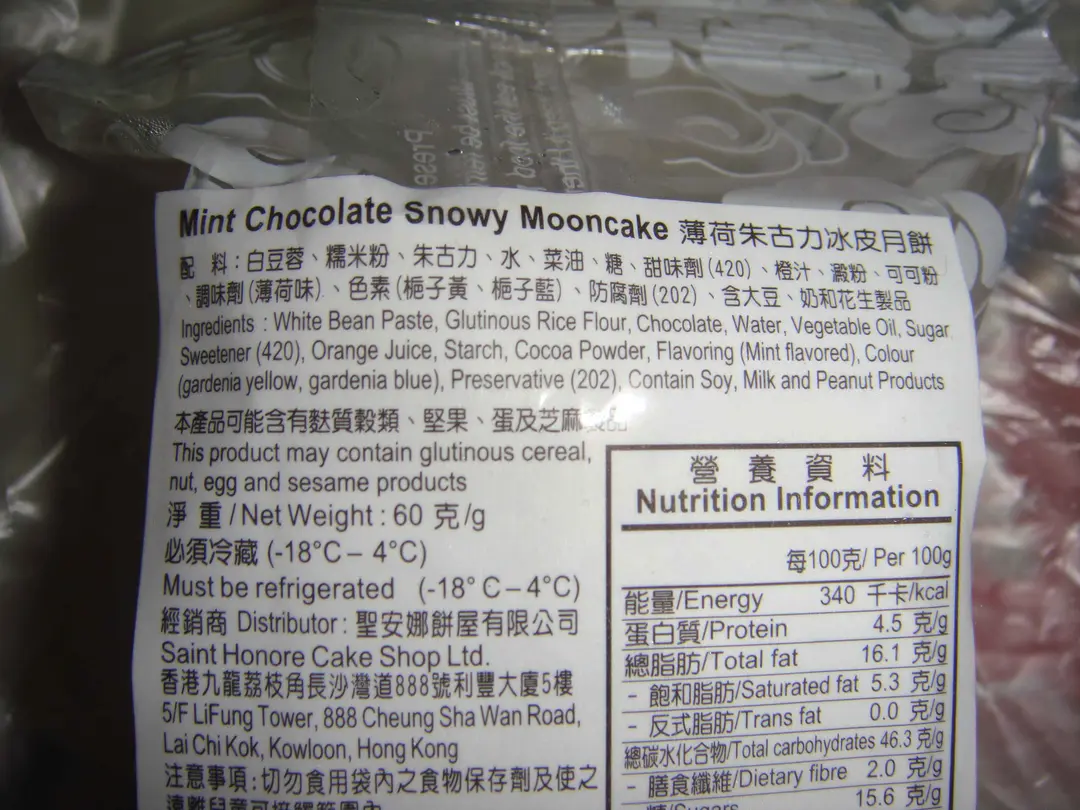 Mint Chocolate Snowy Mooncake 薄荷朱古力冰皮月餅
配 料：白豆蓉、糯米粉、朱古力、水、菜油、糖、甜味劑(420)、橙汁、澱粉、可可粉
、調味劑(薄荷味)、色素(梔子黃、梔子藍)、防腐劑(202)、含大豆、奶和花生製品
Ingredients : White Bean Paste, Glutinous Rice Flour, Chocolate, Water, Vegetable Oil, Sugar
Sweetener (420), Orange Juice, Starch, Cocoa Powder, Flavoring (Mint flavored), Colour
(gardenia yellow, gardenia blue), Preservative (202), Contain Soy, Milk and Peanut Products
本產品可能含有麩質穀類、堅果、蛋及芝麻製品
This product may contain glutinous cereal,
nut, egg and sesame products
淨 重 / Net Weight : 60 克/g
必須冷藏 (-18°C – 4°C)
Must be refrigerated (-18° C – 4°C)
經銷商 Distributor : 聖安娜餅屋有限公司
Saint Honore Cake Shop Ltd.
香港九龍荔枝角長沙灣道888號利豐大廈5樓
5/F LiFung Tower, 888 Cheung Sha Wan Road,
Lai Chi Kok, Kowloon, Hong Kong
注意事項:切勿食用袋內之食物保存劑及使之
遠離兒童可接觸範圍內
營 養 資 料
Nutrition Information
每100克/ Per 100g
能量/Energy 340 千卡/kcal
蛋白質/Protein 4.5 克/g
總脂肪/Total fat 16.1 克/g
- 飽和脂肪/Saturated fat 5.3 克/g
- 反式脂肪/Trans fat 0.0 克/g
總碳水化合物/Total carbohydrates 46.3 克/g
- 膳食纖維/Dietary fibre 2.0 克/g
- 糖/Sugars 15.6 克/g